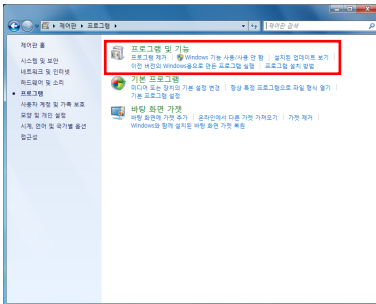 제어판 ▸ 프로그램 ▸
제어판 검색
제어판 홈
시스템 및 보안
네트워크 및 인터넷
하드웨어 및 소리
프로그램
사용자 계정 및 가족 보호
모양 및 개인 설정
시계, 언어 및 국가별 옵션
접근성
프로그램 및 기능
프로그램 제거 | Windows 기능 사용/사용 안 함 | 설치된 업데이트 보기 |
이전 버전의 Windows용으로 만든 프로그램 실행 | 프로그램 설치 방법
기본 프로그램
미디어 또는 장치의 기본 설정 변경 | 항상 특정 프로그램으로 파일 형식 열기 |
기본 프로그램 설정
바탕 화면 가젯
바탕 화면에 가젯 추가 | 온라인에서 다른 가젯 가져오기 | 가젯 제거 |
Windows와 함께 설치된 바탕 화면 가젯 복원